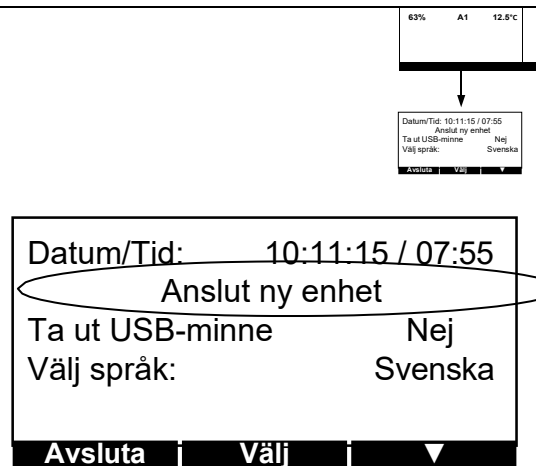 63% A1 12.5°C
Datum/Tid: 10:11:15 / 07:55
Anslut ny enhet
Ta ut USB-minne Nej
Välj språk: Svenska
Avsluta Välj ▼
Datum/Tid: 10:11:15 / 07:55
Anslut ny enhet
Ta ut USB-minne Nej
Välj språk: Svenska
Avsluta Välj ▼